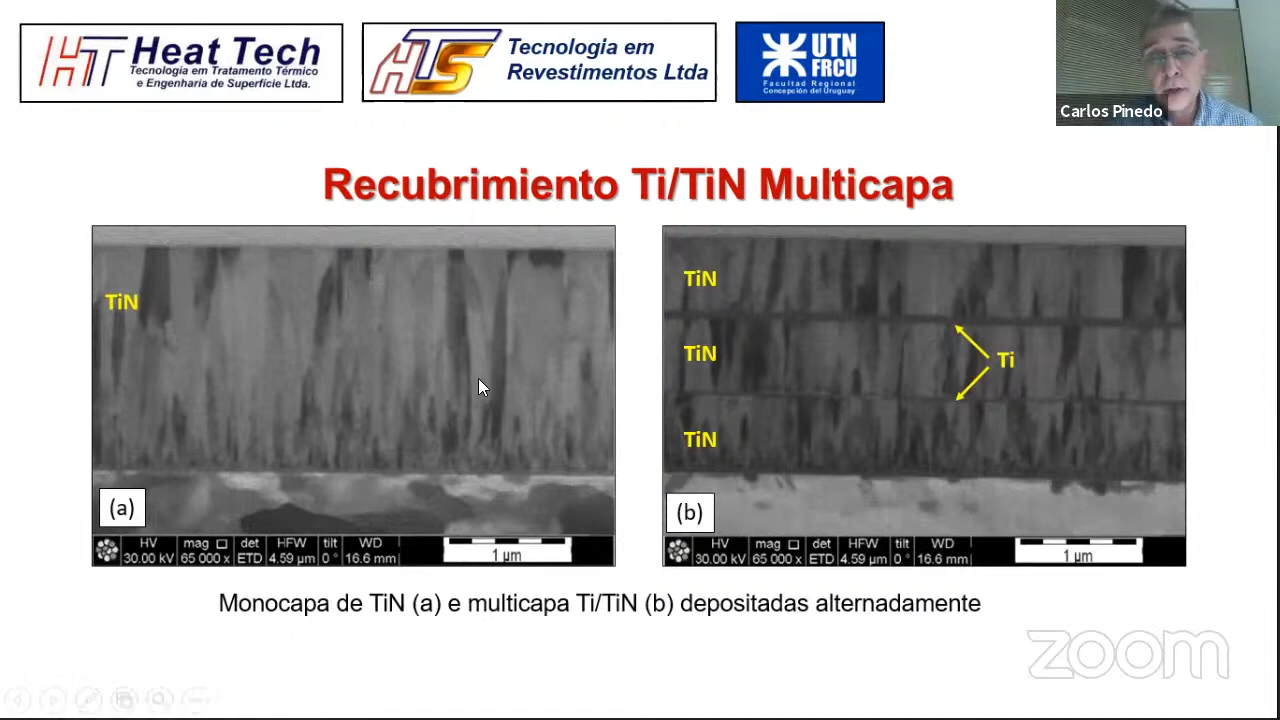 Heat Tech
Tecnologia em Tratamento Térmico
e Engenharia de Superfície Ltda.
HTS
Tecnologia em
Revestimentos Ltda
UTN
FRCU
Facultad Regional
Concepción del Uruguay
Carlos Pinedo
Recubrimiento Ti/TiN Multicapa
TiN
(a)
HV mag det HFW tilt WD
30.00 kV 65 000 x ETD 4.59 µm 0 ° 16.6 mm
1 µm
TiN
TiN
Ti
TiN
(b)
HV mag det HFW tilt WD
30.00 kV 65 000 x ETD 4.59 µm 0 ° 16.6 mm
1 µm
Monocapa de TiN (a) e multicapa Ti/TiN (b) depositadas alternadamente
zoom